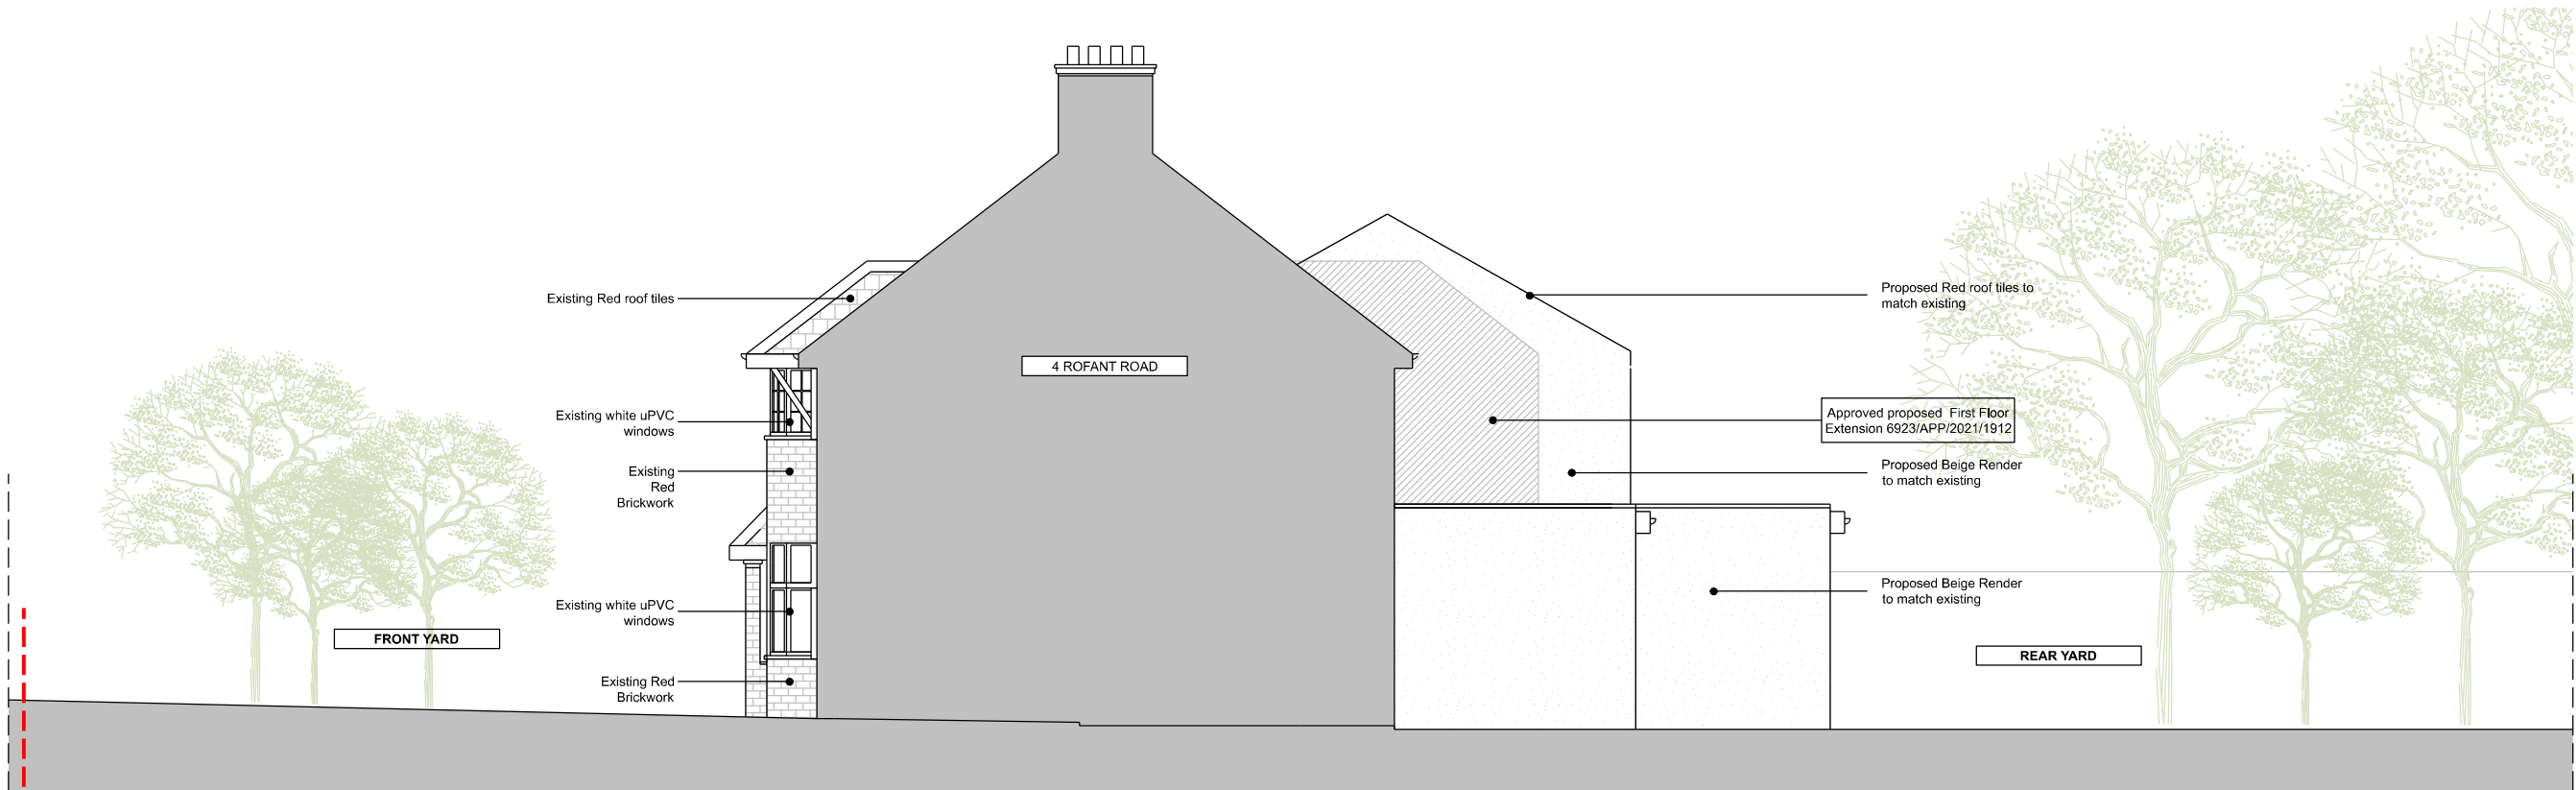 Existing Red roof tiles
4 ROFANT ROAD
Existing white uPVC
windows
Existing
Red
Brickwork
Existing white uPVC
windows
FRONT YARD
Existing Red
Brickwork
Proposed Red roof tiles to
match existing
Approved proposed First Floor
Extension 6923/APP/2021/1912
Proposed Beige Render
to match existing
Proposed Beige Render
to match existing
REAR YARD